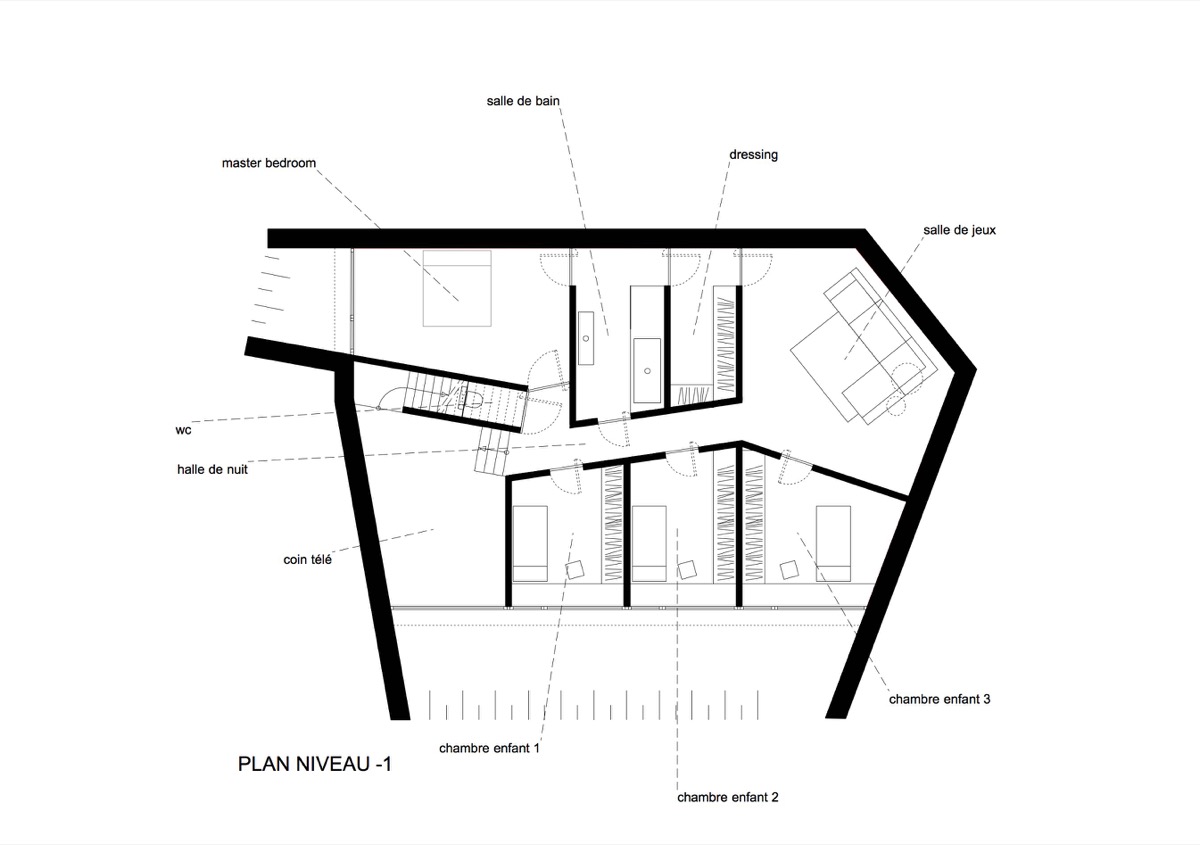 salle de bain
dressing
master bedroom
salle de jeux
wc
halle de nuit
coin télé
chambre enfant 3
chambre enfant 1
PLAN NIVEAU -1
chambre enfant 2